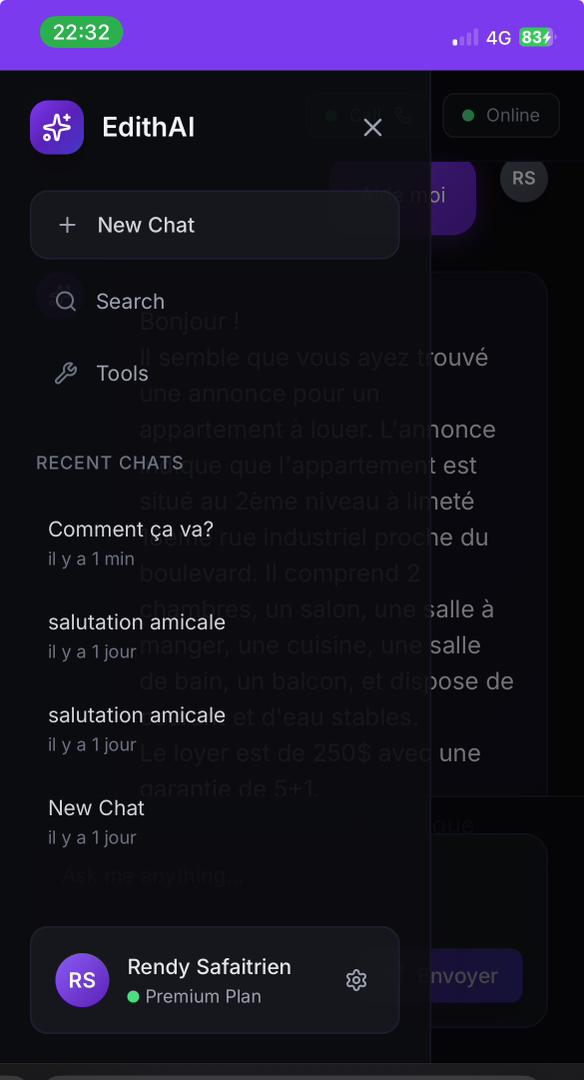 22:32
4G
83
EdithAI
Call
Online
RS
Aide moi
New Chat
Search
Tools
Bonjour !
Il semble que vous ayez trouvé
une annonce pour un
appartement à louer. L'annonce
indique que l'appartement est
situé au 2ème niveau à limeté
rue industriel proche du
boulevard. Il comprend 2
chambres, un salon, une salle à
manger, une cuisine, une salle
de bain, un balcon, et dispose de
et d'eau stables.
Le loyer est de 250$ avec une
garantie de 5+1.
que
RECENT CHATS
Comment ça va?
il y a 1 min
salutation amicale
il y a 1 jour
salutation amicale
il y a 1 jour
New Chat
il y a 1 jour
Ask me anything...
Envoyer
RS
Rendy Safaitrien
Premium Plan